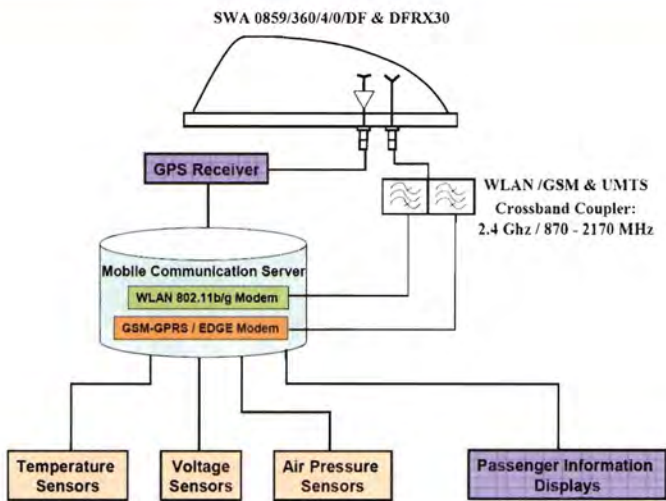 SWA 0859/360/4/0/DF & DFRX30
GPS Receiver
WLAN /GSM & UMTS
Crossband Coupler:
2.4 Ghz / 870 - 2170 MHz
Mobile Communication Server
WLAN 802.11b/g Modem
GSM-GPRS / EDGE Modem
Temperature
Sensors
Voltage
Sensors
Air Pressure
Sensors
Passenger Information
Displays